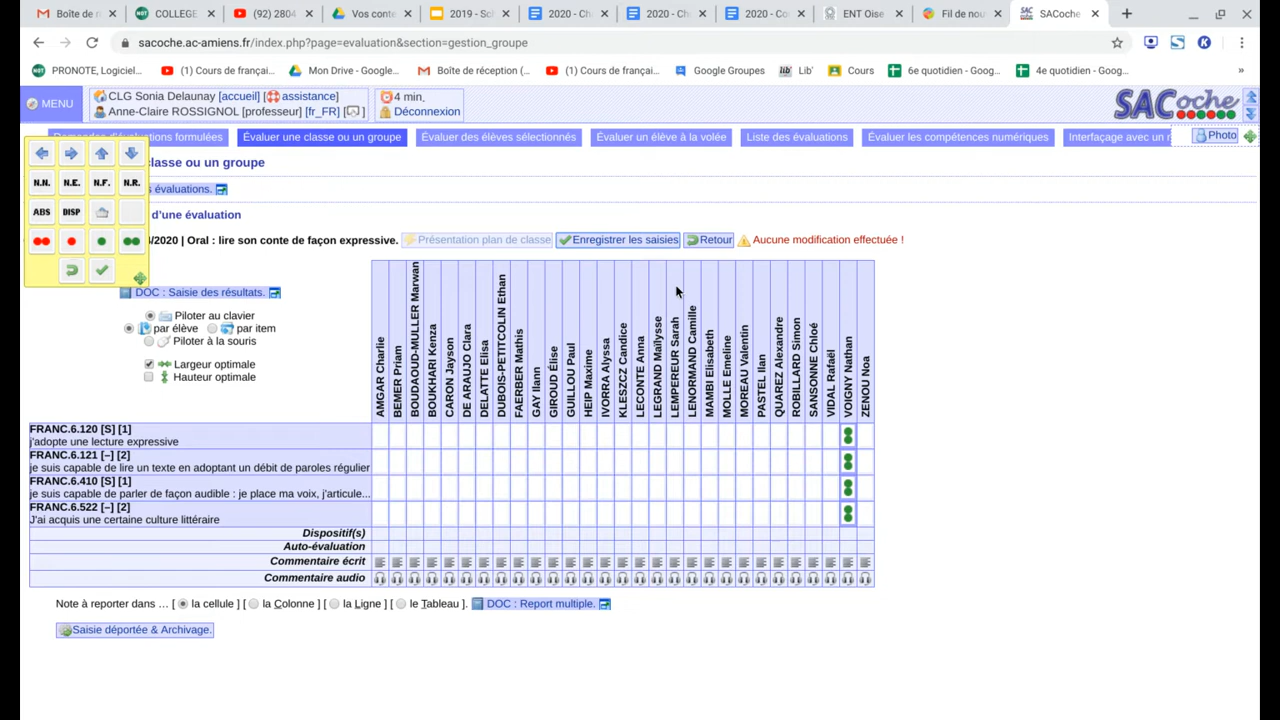 Boîte de r
COLLEGE
(92) 2804
Vos conte
2019 - Sc
2020 - Ch
2020 - Ch
2020 - Co
ENT Oise
Fil de nou
SACoche
sacoche.ac-amiens.fr/index.php?page=evaluation&section=gestion_groupe
PRONOTE, Logiciel...
(1) Cours de françai...
Mon Drive - Google...
Boîte de réception (...
(1) Cours de françai...
Google Groupes
Lib'
Cours
6e quotidien - Goog...
4e quotidien - Goog...
»
MENU
CLG Sonia Delaunay [accueil] [assistance]
Anne-Claire ROSSIGNOL [professeur] [fr_FR] [ ]
4 min.
Déconnexion
SACoche
Demandes d'évaluations formulées
Évaluer une classe ou un groupe
Évaluer des élèves sélectionnés
Évaluer un élève à la volée
Liste des évaluations
Évaluer les compétences numériques
Interfaçage avec un r
Photo
classe ou un groupe
s évaluations.
d'une évaluation
N.N. N.E. N.F. N.R.
ABS DISP
/2020 | Oral : lire son conte de façon expressive.
Présentation plan de classe
Enregistrer les saisies
Retour
Aucune modification effectuée !
DOC : Saisie des résultats.
Piloter au clavier
par élève par item
Piloter à la souris
Largeur optimale
Hauteur optimale
AMGAR Charlie
BEMER Priam
BOUDAOUD-MULLER Marwan
BOUKHARI Kenza
CARON Jayson
DE ARAUJO Clara
DELATTE Elisa
DUBOIS-PETITCOLIN Ethan
FAERBER Mathis
GAY Ilann
GIROUD Élise
GUILLOU Paul
HEIP Maxime
IVORRA Alyssa
KLESZCZ Candice
LECONTE Anna
LEGRAND Maïlysse
LEMPEREUR Sarah
LENORMAND Camille
MAMBI Elisabeth
MOLLE Emeline
MOREAU Valentin
PASTEL Ilan
QUAREZ Alexandre
ROBILLARD Simon
SANSONNE Chloé
VIDAL Rafaël
VOIGNY Nathan
ZENOU Noa
FRANC.6.120 [S] [1]
j'adopte une lecture expressive
FRANC.6.121 [–] [2]
je suis capable de lire un texte en adoptant un débit de paroles régulier
FRANC.6.410 [S] [1]
je suis capable de parler de façon audible : je place ma voix, j'articule...
FRANC.6.522 [–] [2]
J'ai acquis une certaine culture littéraire
Dispositif(s)
Auto-évaluation
Commentaire écrit
Commentaire audio
Note à reporter dans ... [ la cellule ] [ la Colonne ] [ la Ligne ] [ le Tableau ]. DOC : Report multiple.
Saisie déportée & Archivage.